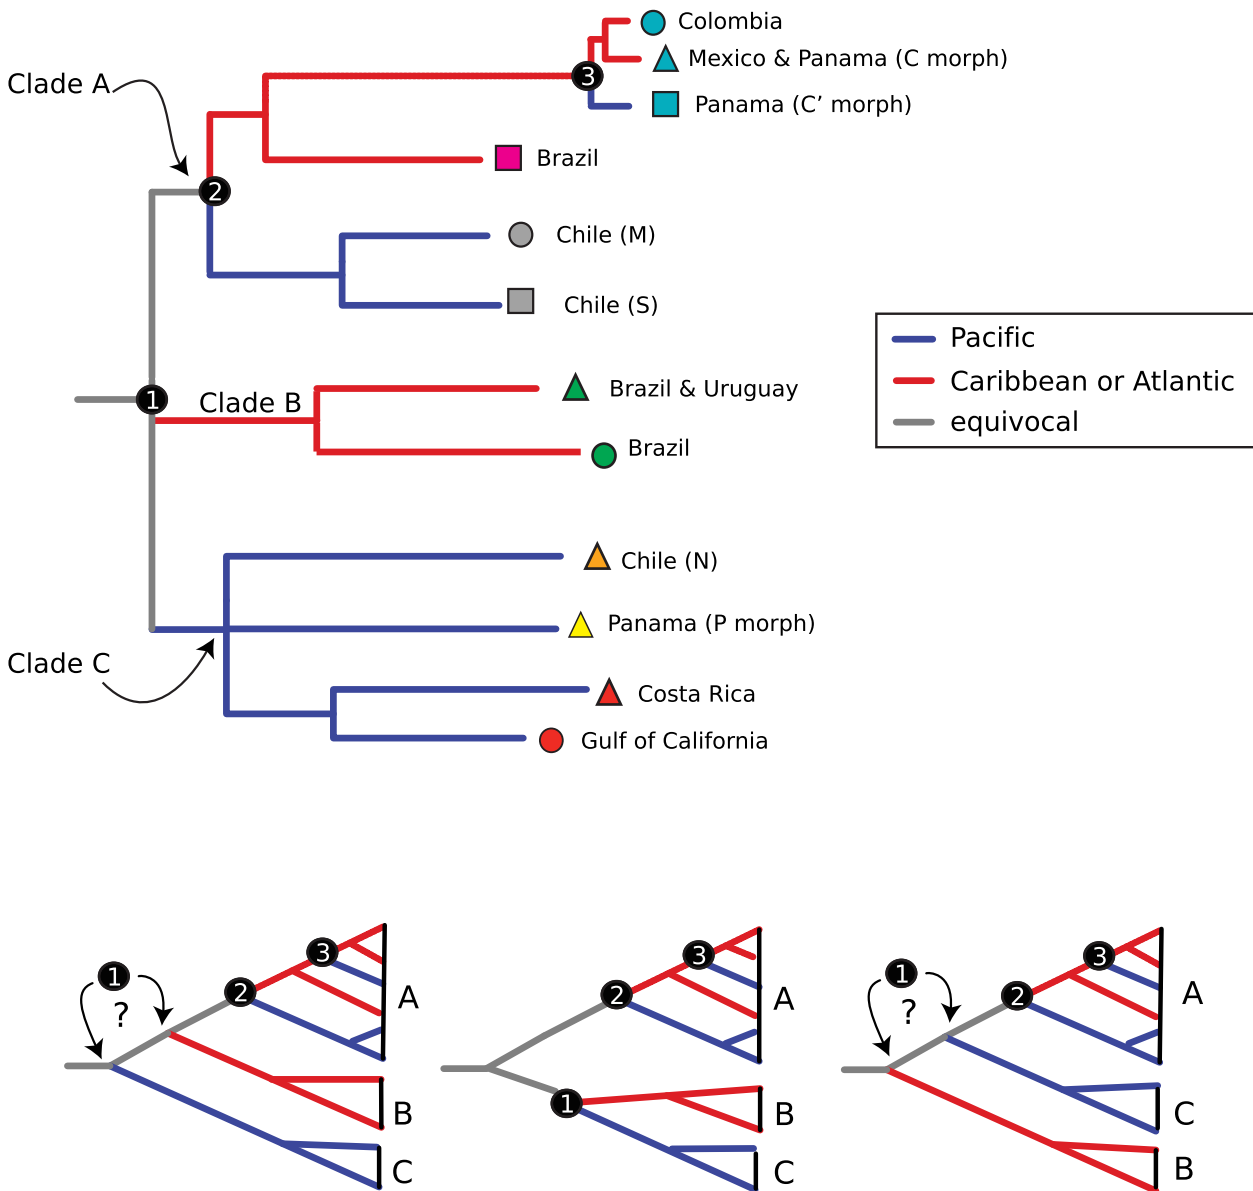 Colombia
Mexico & Panama (C morph)
Clade A
3
Panama (C’ morph)
Brazil
2
Chile (M)
Chile (S)
Pacific
Caribbean or Atlantic
equivocal
1
Clade B
Brazil & Uruguay
Brazil
Chile (N)
Panama (P morph)
Clade C
Costa Rica
Gulf of California
1
?
2
3
A
B
C
3
2
A
1
B
C
1
?
2
3
A
C
B